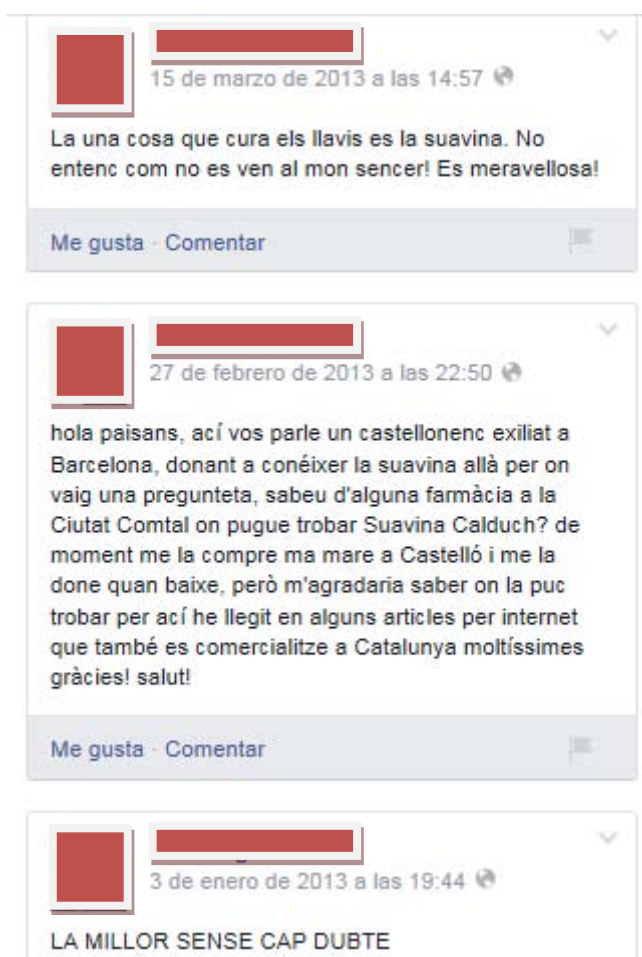 15 de marzo de 2013 a las 14:57
La una cosa que cura els llavis es la suavina. No
entenc com no es ven al mon sencer! Es meravellosa!
Me gusta · Comentar
27 de febrero de 2013 a las 22:50
hola paisans, ací vos parle un castellonenc exiliat a
Barcelona, donant a conéixer la suavina allà per on
vaig una pregunteta, sabeu d'alguna farmàcia a la
Ciutat Comtal on pugue trobar Suavina Calduch? de
moment me la compre ma mare a Castelló i me la
done quan baixe, però m'agradaria saber on la puc
trobar per ací he llegit en alguns articles per internet
que també es comercialitze a Catalunya moltíssimes
gràcies! salut!
Me gusta · Comentar
3 de enero de 2013 a las 19:44
LA MILLOR SENSE CAP DUBTE